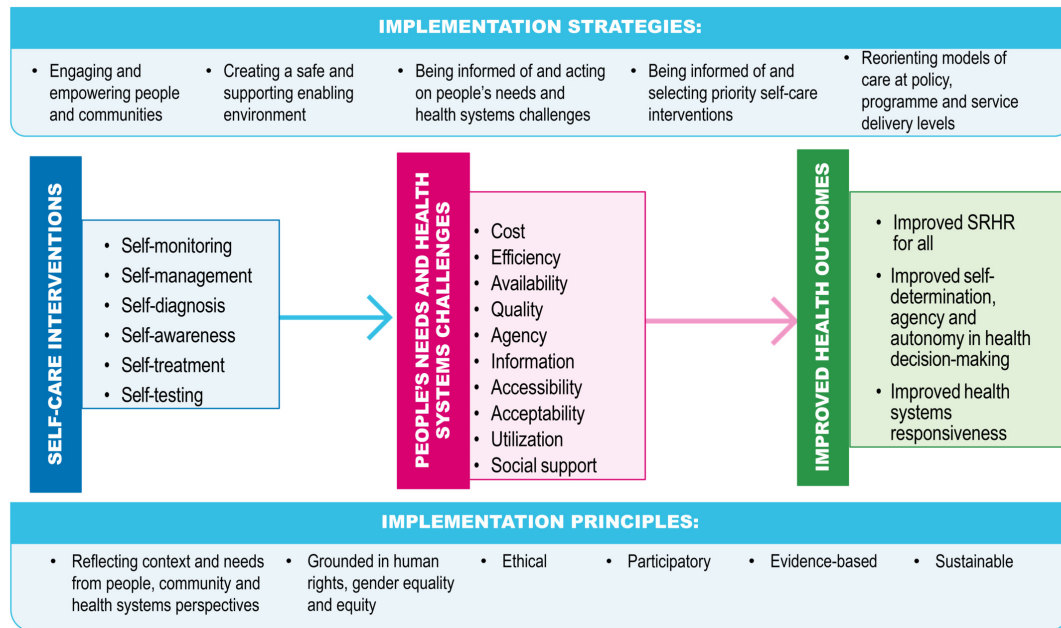 IMPLEMENTATION STRATEGIES:
• Engaging and
empowering people
and communities
• Creating a safe and
supporting enabling
environment
• Being informed of and acting
on people's needs and
health systems challenges
• Being informed of and
selecting priority self-care
interventions
• Reorienting models of
care at policy,
programme and service
delivery levels
SELF-CARE INTERVENTIONS
• Self-monitoring
• Self-management
• Self-diagnosis
• Self-awareness
• Self-treatment
• Self-testing
PEOPLE'S NEEDS AND HEALTH
SYSTEMS CHALLENGES
• Cost
• Efficiency
• Availability
• Quality
• Agency
• Information
• Accessibility
• Acceptability
• Utilization
• Social support
IMPROVED HEALTH OUTCOMES
• Improved SRHR
for all
• Improved self-
determination,
agency and
autonomy in health
decision-making
• Improved health
systems
responsiveness
IMPLEMENTATION PRINCIPLES:
• Reflecting context and needs
from people, community and
health systems perspectives
• Grounded in human
rights, gender equality
and equity
• Ethical
• Participatory
• Evidence-based
• Sustainable